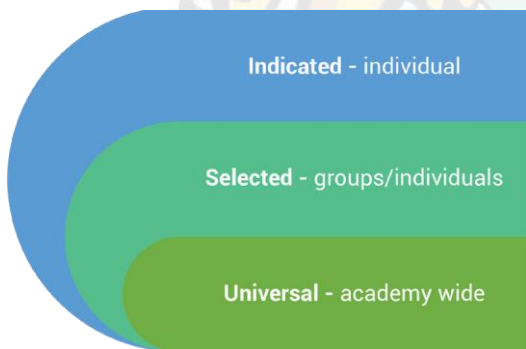 Indicated - individual
Selected - groups/individuals
Universal - academy wide